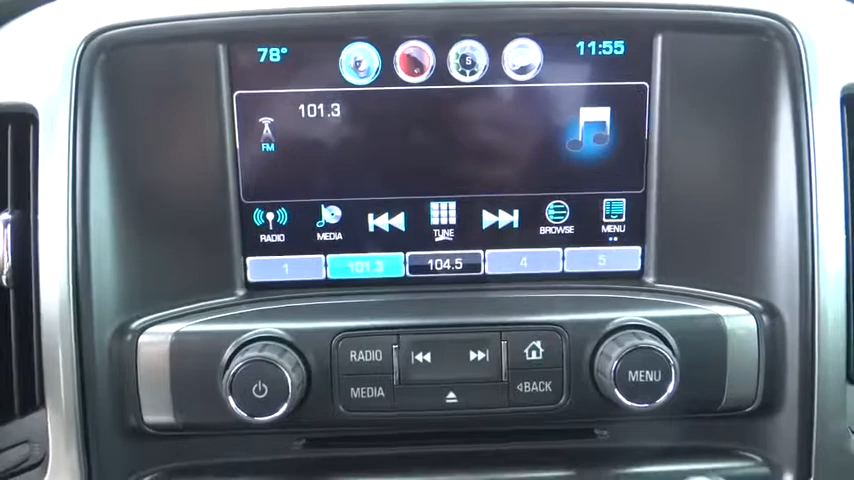 78° 5 11:55
101.3
FM
RADIO MEDIA TUNE BROWSE MENU
1 101.3 104.5 4 5
RADIO
MENU
MEDIA BACK